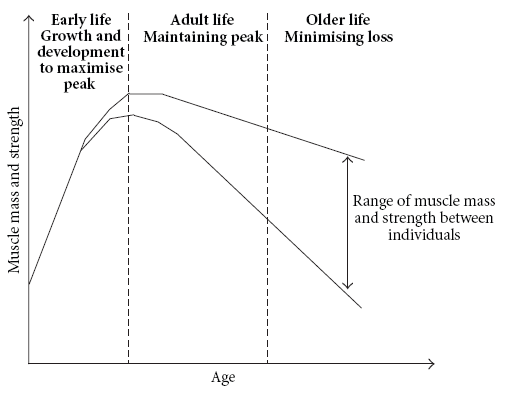 Early life
Growth and
development
to maximise
peak
Adult life
Maintaining peak
Older life
Minimising loss
Muscle mass and strength
Range of muscle mass
and strength between
individuals
Age